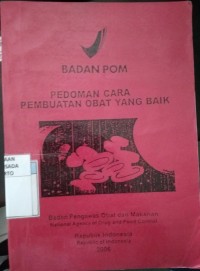 BADAN POM
PEDOMAN CARA
PEMBUATAN OBAT YANG BAIK
Badan Pengawas Obat dan Makanan
National Agency of Drug and Food Control
Republik Indonesia
Republic of Indonesia